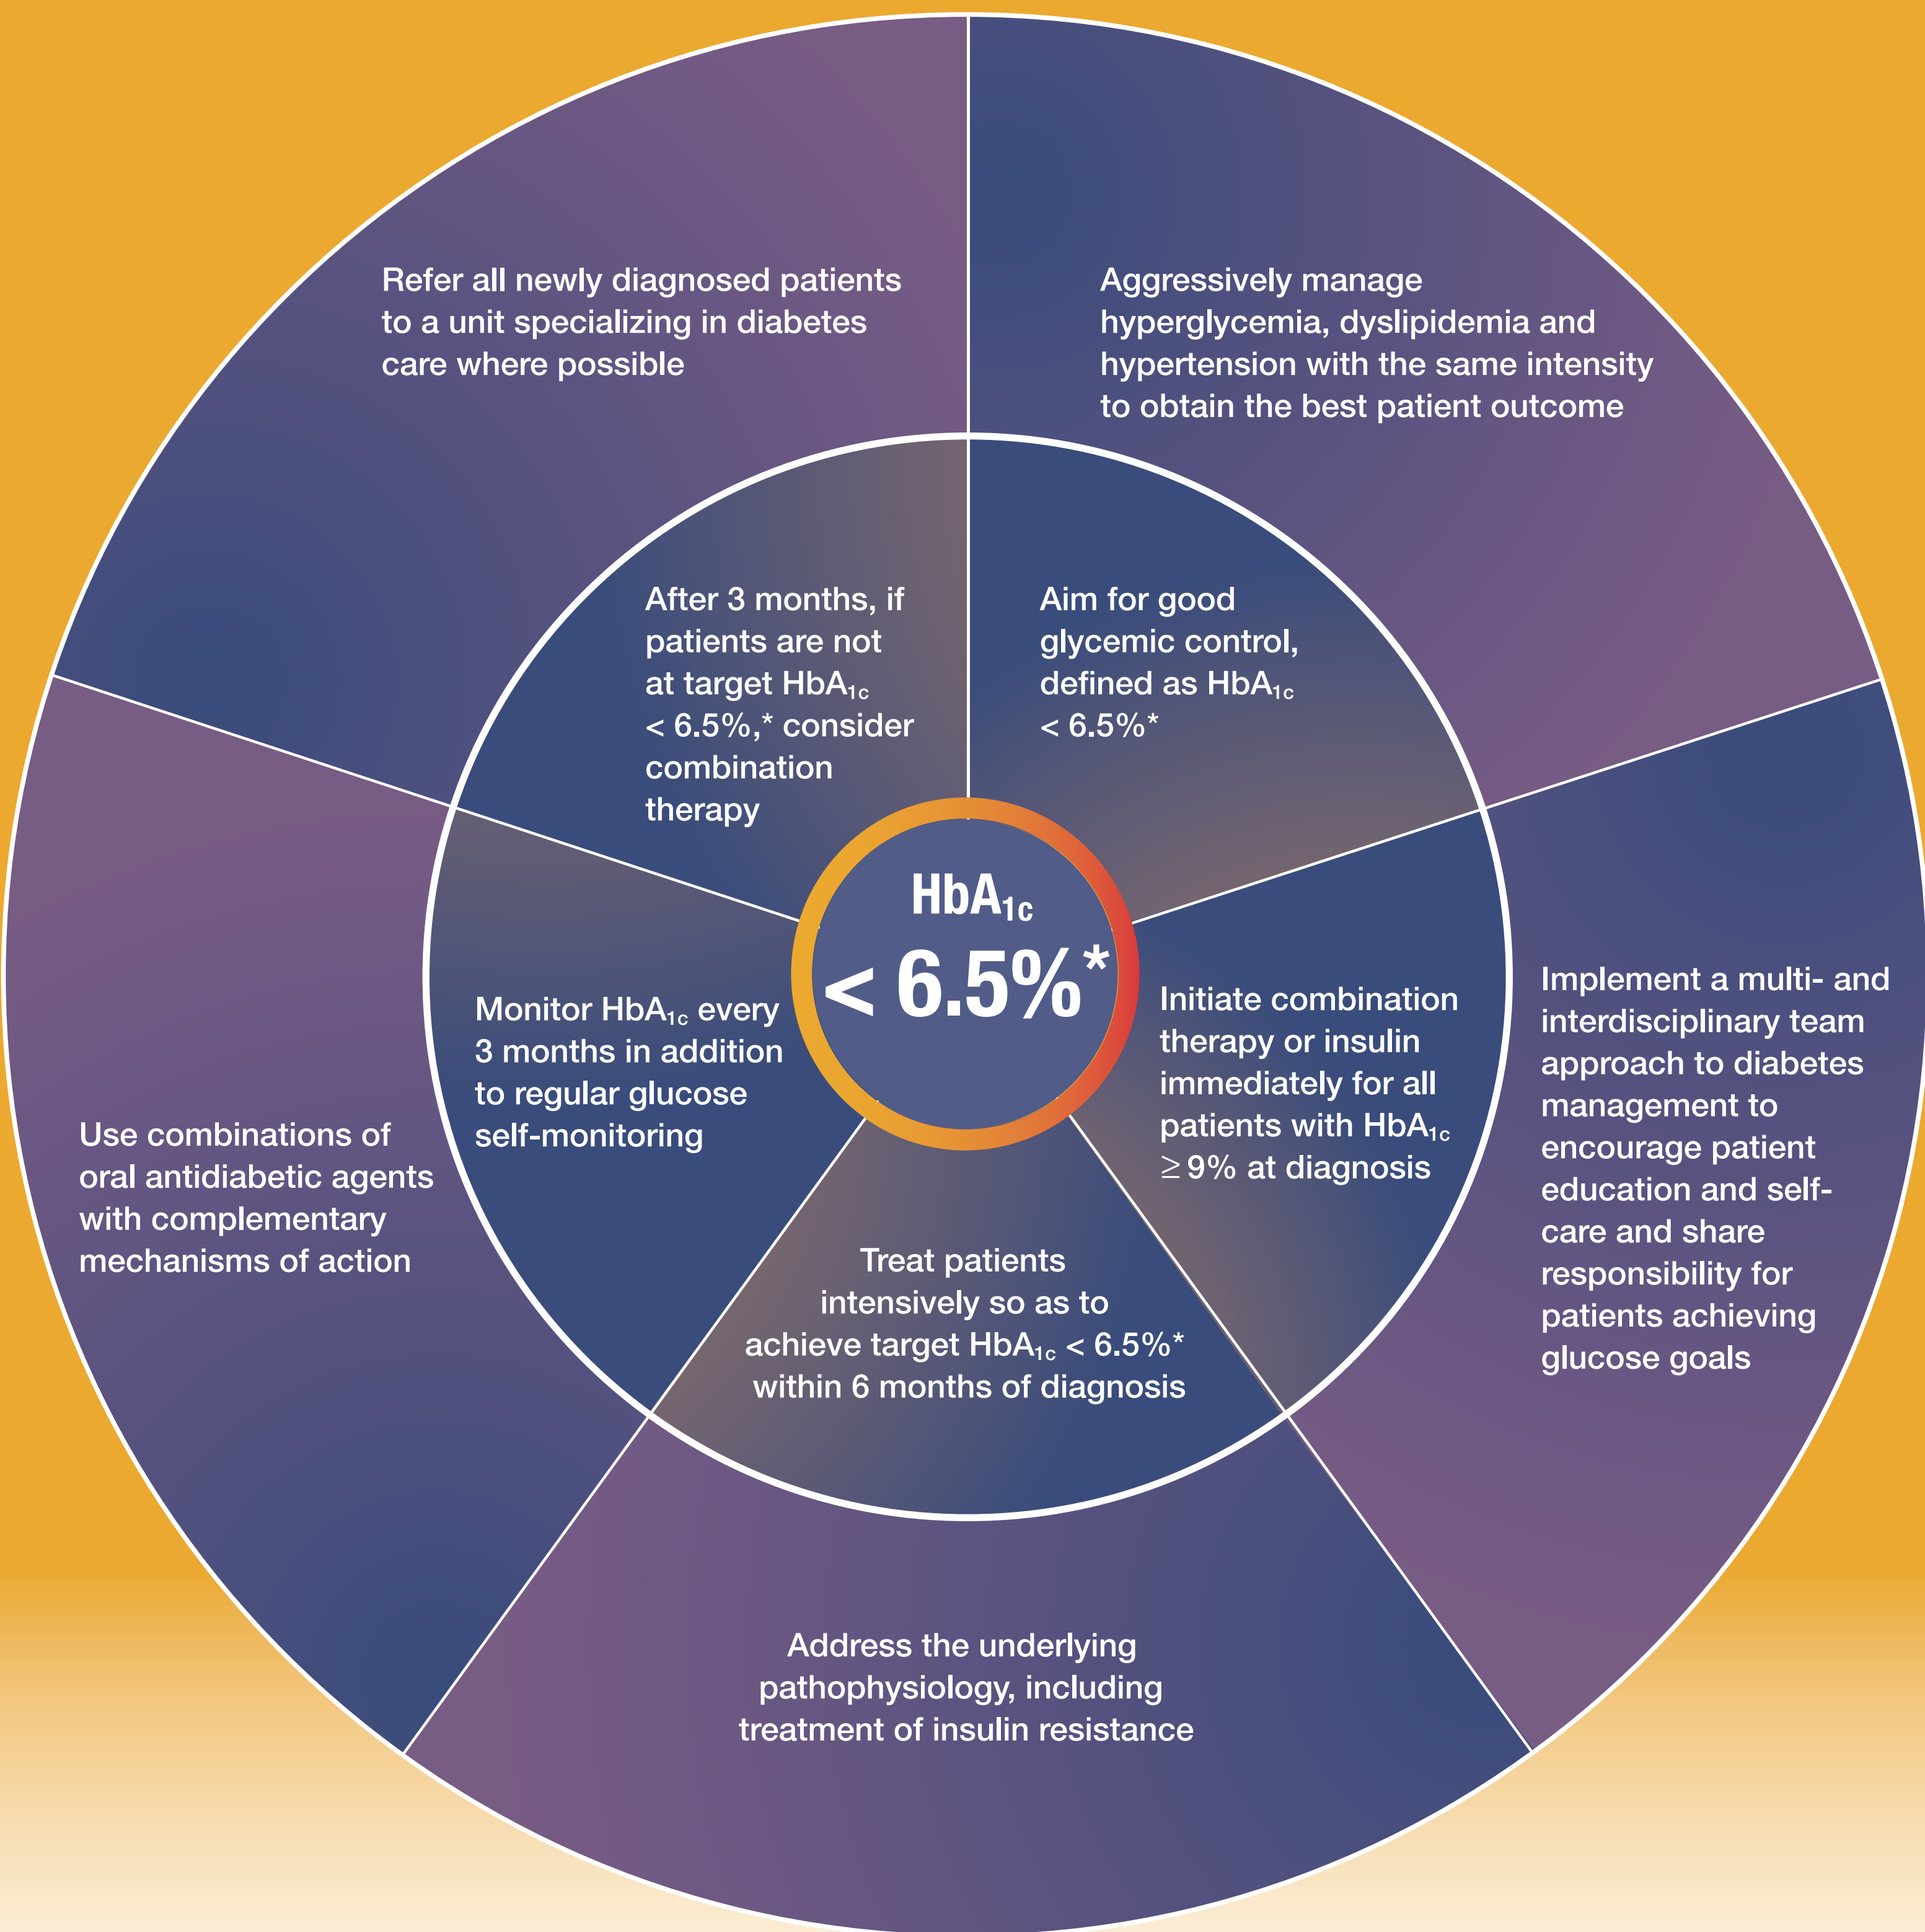 Refer all newly diagnosed patients
to a unit specializing in diabetes
care where possible
Aggressively manage
hyperglycemia, dyslipidemia and
hypertension with the same intensity
to obtain the best patient outcome
After 3 months, if
patients are not
at target HbA1c
< 6.5%,* consider
combination
therapy
Aim for good
glycemic control,
defined as HbA1c
< 6.5%*
HbA1c
< 6.5%*
Monitor HbA1c every
3 months in addition
to regular glucose
self-monitoring
Initiate combination
therapy or insulin
immediately for all
patients with HbA1c
≥ 9% at diagnosis
Implement a multi- and
interdisciplinary team
approach to diabetes
management to
encourage patient
education and self-
care and share
responsibility for
patients achieving
glucose goals
Use combinations of
oral antidiabetic agents
with complementary
mechanisms of action
Treat patients
intensively so as to
achieve target HbA1c < 6.5%*
within 6 months of diagnosis
Address the underlying
pathophysiology, including
treatment of insulin resistance